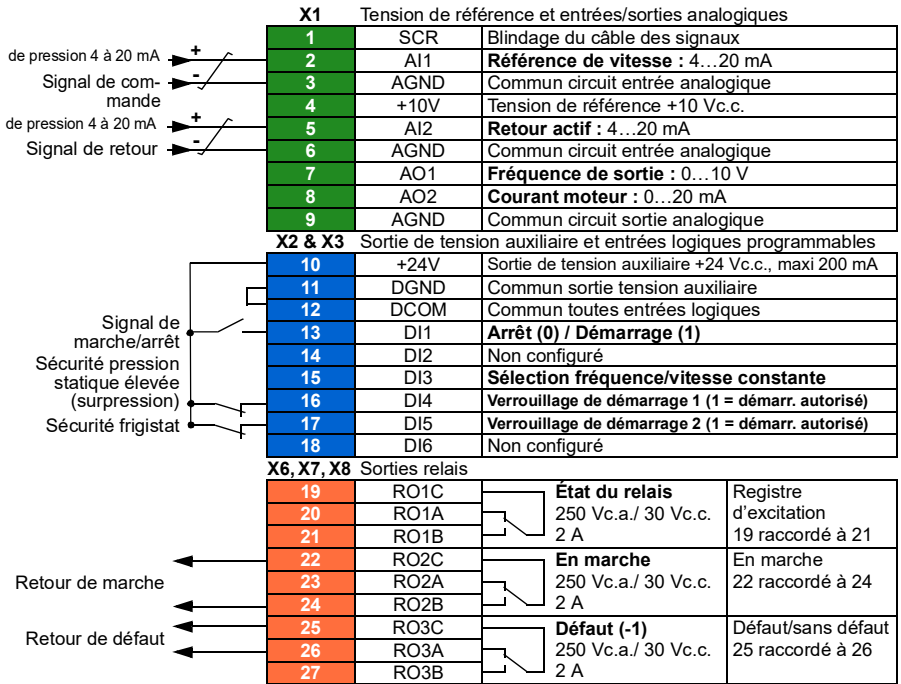 X1 Tension de référence et entrées/sorties analogiques
1 SCR Blindage du câble des signaux
de pression 4 à 20 mA + 2 AI1 Référence de vitesse : 4…20 mA
Signal de com- - 3 AGND Commun circuit entrée analogique
mande 4 +10V Tension de référence +10 Vc.c.
de pression 4 à 20 mA + 5 AI2 Retour actif : 4…20 mA
Signal de retour - 6 AGND Commun circuit entrée analogique
7 AO1 Fréquence de sortie : 0…10 V
8 AO2 Courant moteur : 0…20 mA
9 AGND Commun circuit sortie analogique
X2 & X3 Sortie de tension auxiliaire et entrées logiques programmables
10 +24V Sortie de tension auxiliaire +24 Vc.c., maxi 200 mA
11 DGND Commun sortie tension auxiliaire
12 DCOM Commun toutes entrées logiques
Signal de
marche/arrêt
13 DI1 Arrêt (0) / Démarrage (1)
14 DI2 Non configuré
Sécurité pression
statique élevée
(surpression)
15 DI3 Sélection fréquence/vitesse constante
16 DI4 Verrouillage de démarrage 1 (1 = démarr. autorisé)
Sécurité frigistat 17 DI5 Verrouillage de démarrage 2 (1 = démarr. autorisé)
18 DI6 Non configuré
X6, X7, X8 Sorties relais
19 RO1C État du relais Registre
20 RO1A 250 Vc.a./ 30 Vc.c. d'excitation
21 RO1B 2 A 19 raccordé à 21
22 RO2C En marche En marche
Retour de marche 23 RO2A 250 Vc.a./ 30 Vc.c. 22 raccordé à 24
24 RO2B 2 A
25 RO3C Défaut (-1) Défaut/sans défaut
Retour de défaut 26 RO3A 250 Vc.a./ 30 Vc.c. 25 raccordé à 26
27 RO3B 2 A